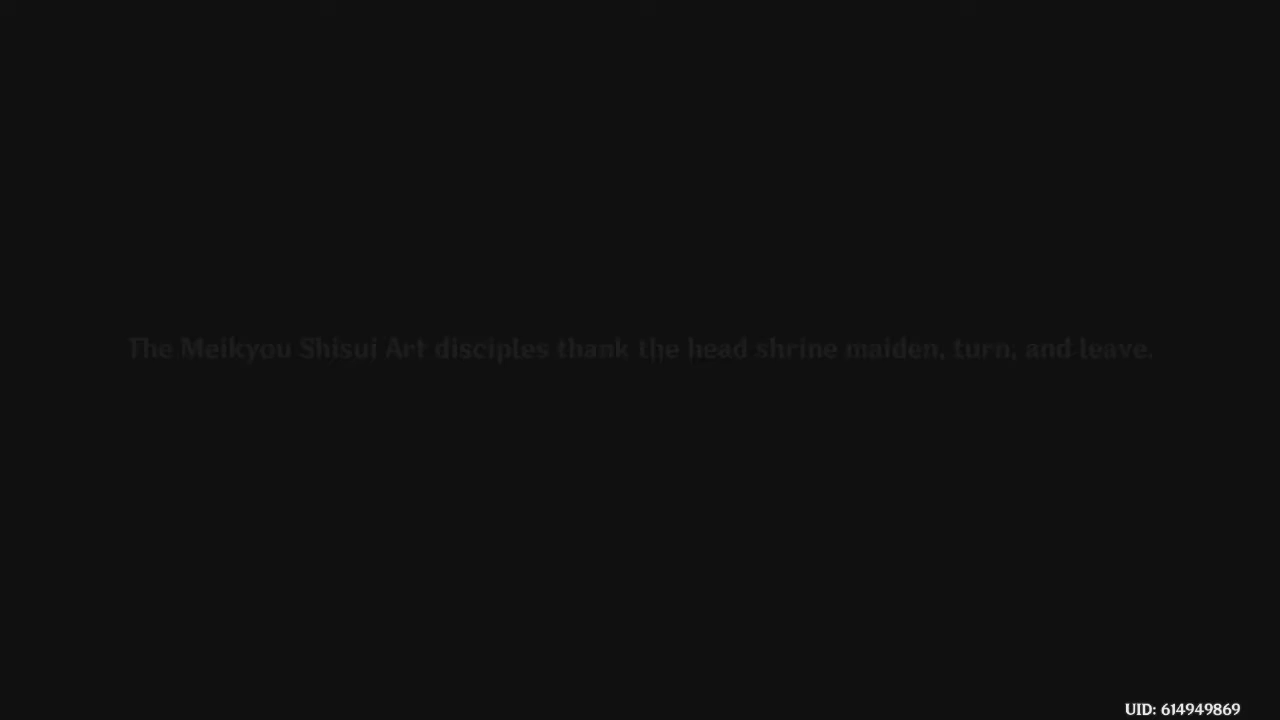 The Meikyou Shisui Art disciples thank the head shrine maiden, turn, and leave.
UID: 614949869